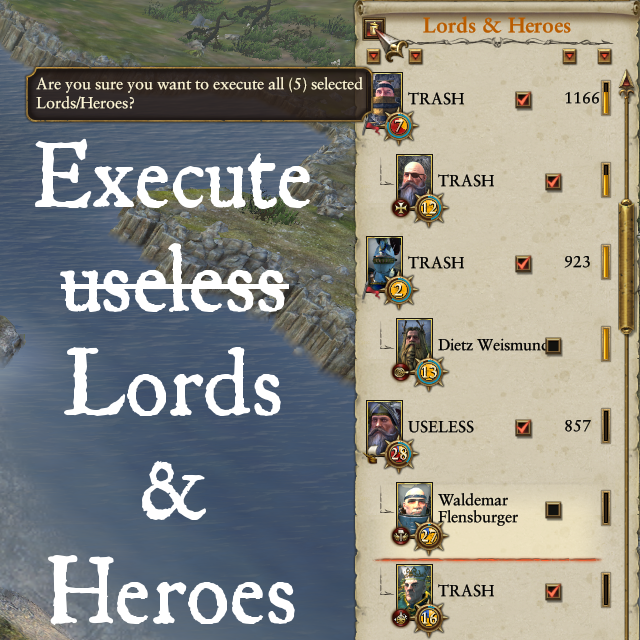 Lords & Heroes
Are you sure you want to execute all (5) selected
Lords/Heroes?
TRASH 1166
7
TRASH
12
TRASH 923
2
Dietz Weismund
13
USELESS 857
28
Waldemar
Flensburger
27
TRASH
16
Execute
useless
Lords
&
Heroes